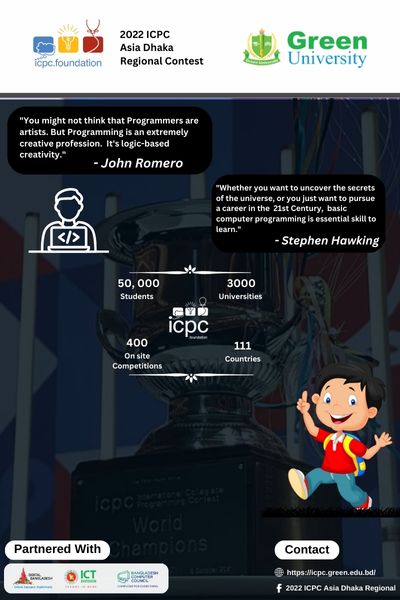 icpc.foundation
2022 ICPC
Asia Dhaka
Regional Contest
Green
University
"You might not think that Programmers are
artists. But Programming is an extremely
creative profession. It's logic-based
creativity."
- John Romero
"Whether you want to uncover the secrets
of the universe, or you just want to pursue
a career in the 21st Century, basic
computer programming is essential skill to
learn."
- Stephen Hawking
</>
50, 000
Students
3000
Universities
icpc
foundation
400
On site
Competitions
111
Countries
icpc International Collegiate
Programming Contest
World
Champions
Partnered With
Contact
DIGITAL
BANGLADESH
ICT
BANGLADESH
COMPUTER
COUNCIL
https://icpc.green.edu.bd/
2022 ICPC Asia Dhaka Regional